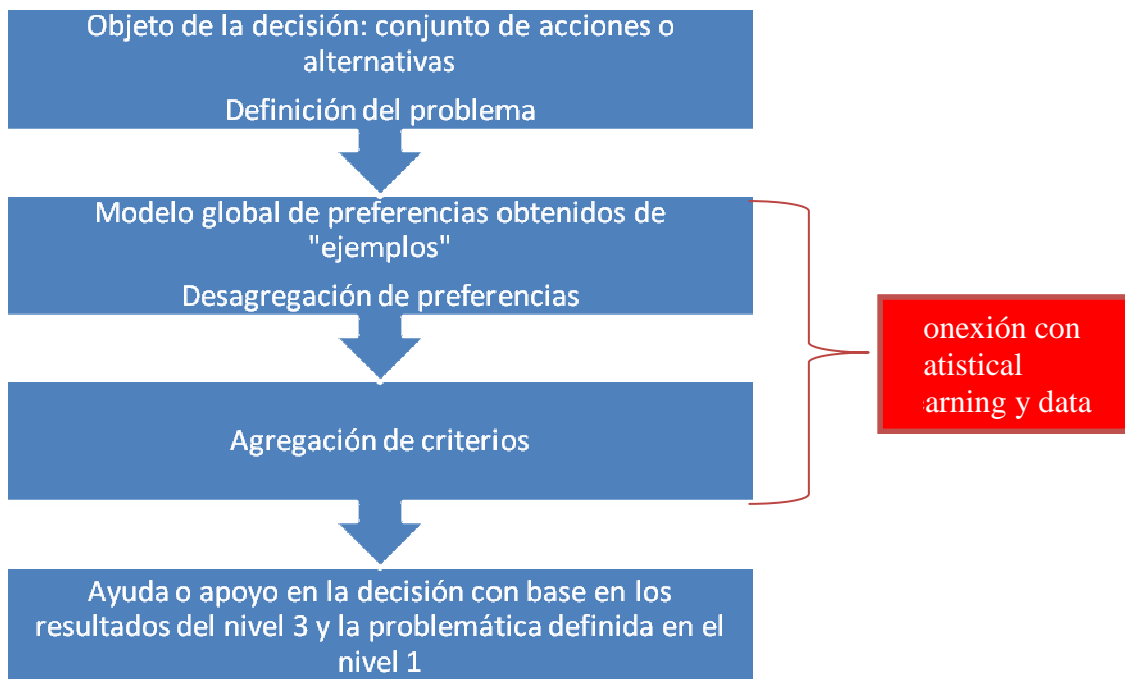 Objeto de la decisión: conjunto de acciones o
alternativas
Definición del problema
Modelo global de preferencias obtenidos de
"ejemplos"
Desagregación de preferencias
Agregación de criterios
Ayuda o apoyo en la decisión con base en los
resultados del nivel 3 y la problemática definida en el
nivel 1
onexión con
atistical
arning y data